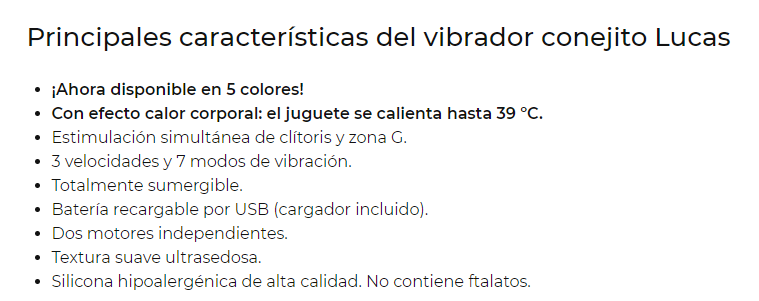 Principales características del vibrador conejito Lucas
• ¡Ahora disponible en 5 colores!
• Con efecto calor corporal: el juguete se calienta hasta 39 ºC.
• Estimulación simultánea de clítoris y zona G.
• 3 velocidades y 7 modos de vibración.
• Totalmente sumergible.
• Batería recargable por USB (cargador incluido).
• Dos motores independientes.
• Textura suave ultrasedosa.
• Silicona hipoalergénica de alta calidad. No contiene ftalatos.